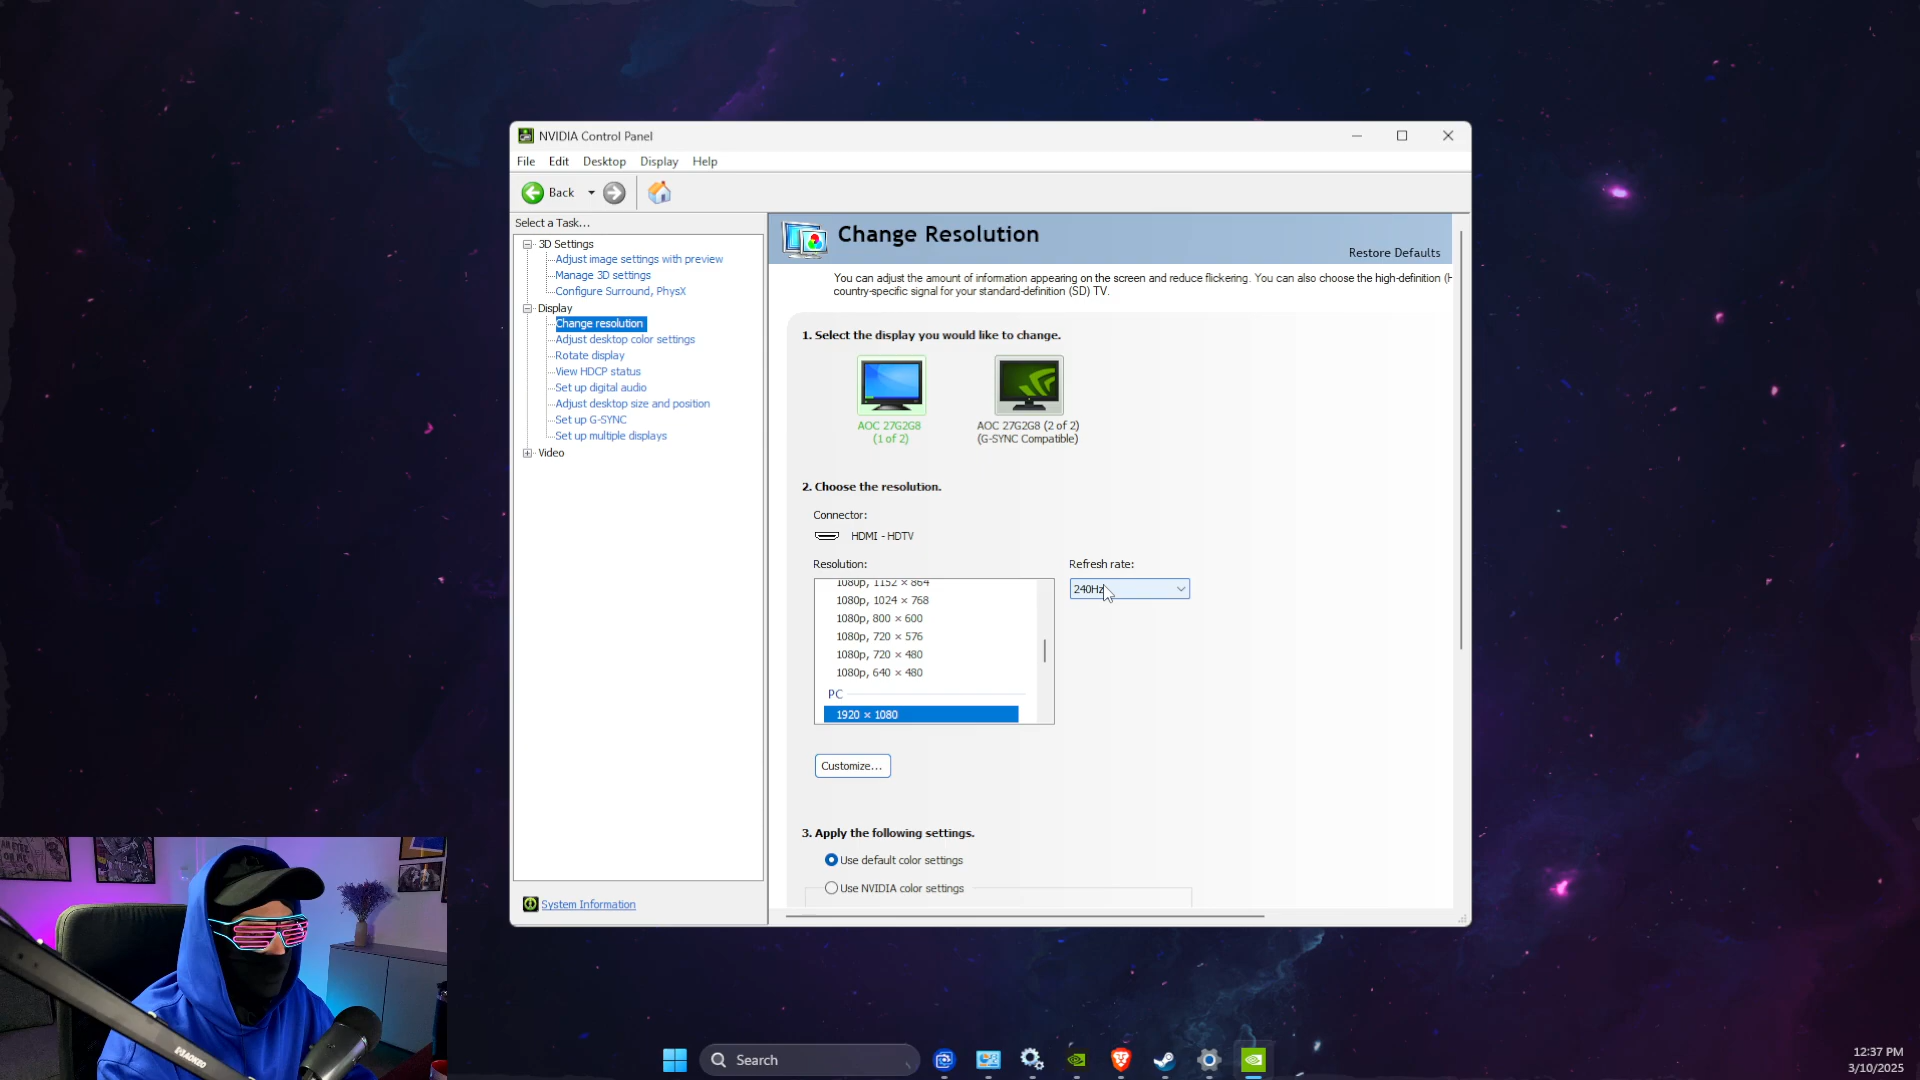 NVIDIA Control Panel
File Edit Desktop Display Help
Back
Select a Task...
3D Settings
Adjust image settings with preview
Manage 3D settings
Configure Surround, PhysX
Display
Change resolution
Adjust desktop color settings
Rotate display
View HDCP status
Set up digital audio
Adjust desktop size and position
Set up G-SYNC
Set up multiple displays
Video
System Information
Change Resolution
Restore Defaults
You can adjust the amount of information appearing on the screen and reduce flickering. You can also choose the high-definition (H
country-specific signal for your standard-definition (SD) TV.
1. Select the display you would like to change.
AOC 27G2G8
(1 of 2)
AOC 27G2G8 (2 of 2)
(G-SYNC Compatible)
2. Choose the resolution.
Connector:
HDMI - HDTV
Resolution:
1080p, 1152 × 864
1080p, 1024 × 768
1080p, 800 × 600
1080p, 720 × 576
1080p, 720 × 480
1080p, 640 × 480
PC
1920 × 1080
Refresh rate:
240Hz
Customize...
3. Apply the following settings.
Use default color settings
Use NVIDIA color settings
Search
12:37 PM
3/10/2025